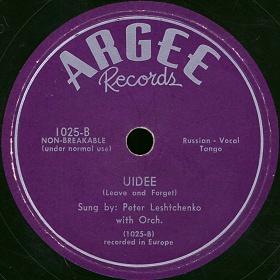 ARGEE
Records
1025-B
NON-BREAKABLE
(under normal use)
Russian - Vocal
Tango
UIDEE
(Leave and Forget)
Sung by: Peter Leshtchenko
with Orch.
(1025-B)
recorded in Europe